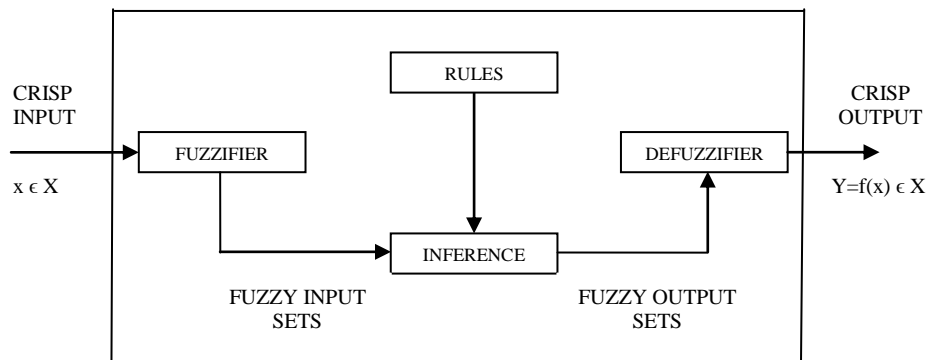 RULES
CRISP
INPUT
CRISP
OUTPUT
FUZZIFIER
DEFUZZIFIER
x ϵ X
Y=f(x) ϵ X
INFERENCE
FUZZY INPUT
SETS
FUZZY OUTPUT
SETS